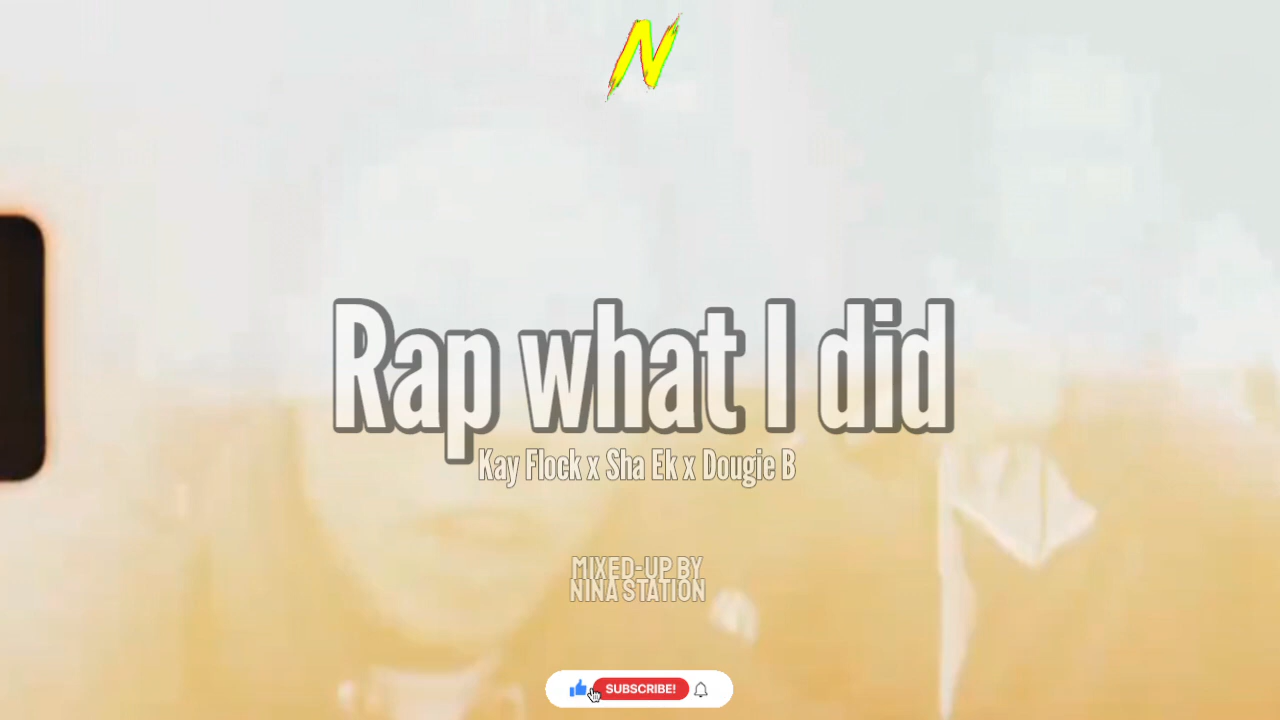 N
Rap what I did
Kay Flock x Sha Ek x Dougie B
MIXED-UP BY
NINA STATION
SUBSCRIBE!